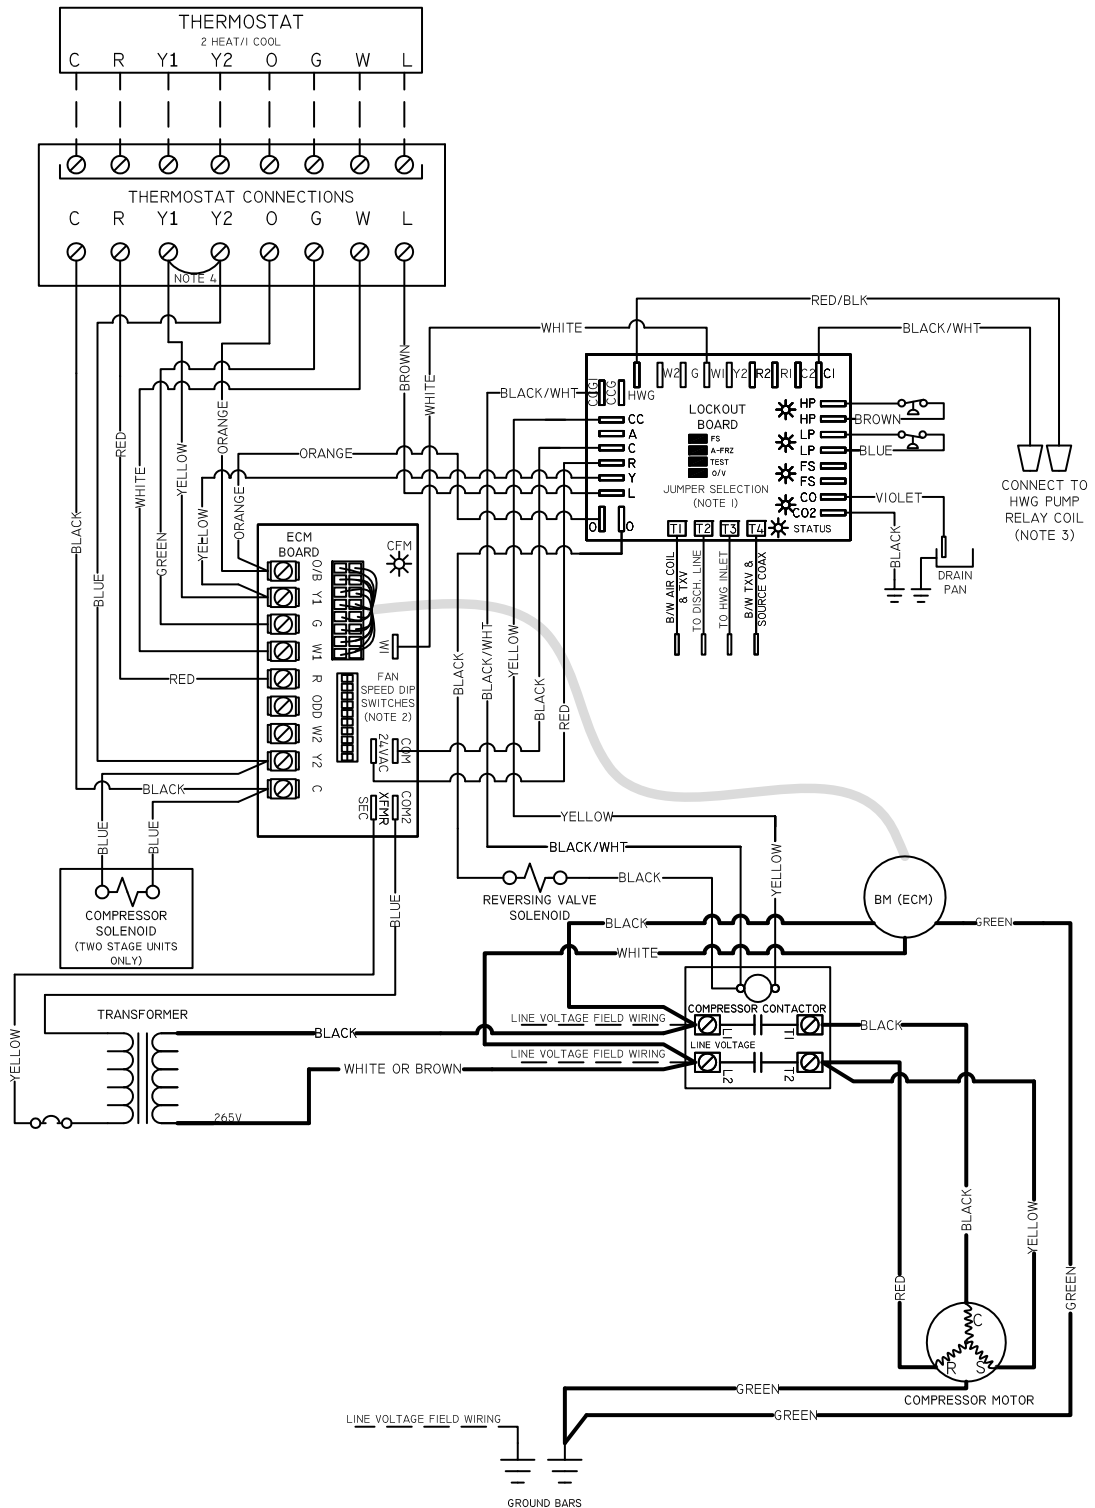 THERMOSTAT
2 HEAT/1 COOL
C R Y1 Y2 O G W L
THERMOSTAT CONNECTIONS
C R Y1 Y2 O G W L
NOTE 4
RED/BLK
WHITE
BLACK/WHT
BROWN
WHITE
BLACK/WHT
CCG1
CCG
HWG
W2 G W1 Y2 R2 R1 C2 C1
LOCKOUT
BOARD
FS
A-FRZ
TEST
O/V
JUMPER SELECTION
(NOTE 1)
CC
A
C
R
Y
L
O
O
HP
HP
LP
LP
FS
FS
CO
CO2
STATUS
T1 T2 T3 T4
BROWN
BLUE
VIOLET
BLACK
DRAIN
PAN
CONNECT TO
HWG PUMP
RELAY COIL
(NOTE 3)
B/W AIR COIL
& TXV
TO DISCH. LINE
TO HWG INLET
B/W TXV &
SOURCE COAX
ORANGE
ORANGE
ORANGE
RED
YELLOW
WHITE
BLACK
GREEN
YELLOW
BLUE
ECM
BOARD
CFM
O/B
Y1
G
W1
R
ODD
W2
Y2
C
W1
FAN
SPEED DIP
SWITCHES
(NOTE 2)
24VAC
COM
SEC
XFMR
COM2
RED
BLACK
BLACK
BLACK/WHT
YELLOW
BLACK
RED
BLUE
BLUE
COMPRESSOR
SOLENOID
(TWO STAGE UNITS
ONLY)
BLUE
YELLOW
BLACK/WHT
YELLOW
BLACK
REVERSING VALVE
SOLENOID
BM (ECM)
BLACK
GREEN
WHITE
COMPRESSOR CONTACTOR
LINE VOLTAGE FIELD WIRING
L1
T1
LINE VOLTAGE
LINE VOLTAGE FIELD WIRING
L2
T2
BLACK
TRANSFORMER
BLACK
WHITE OR BROWN
265V
YELLOW
BLACK
YELLOW
RED
GREEN
C
R S
COMPRESSOR MOTOR
GREEN
GREEN
LINE VOLTAGE FIELD WIRING
GROUND BARS